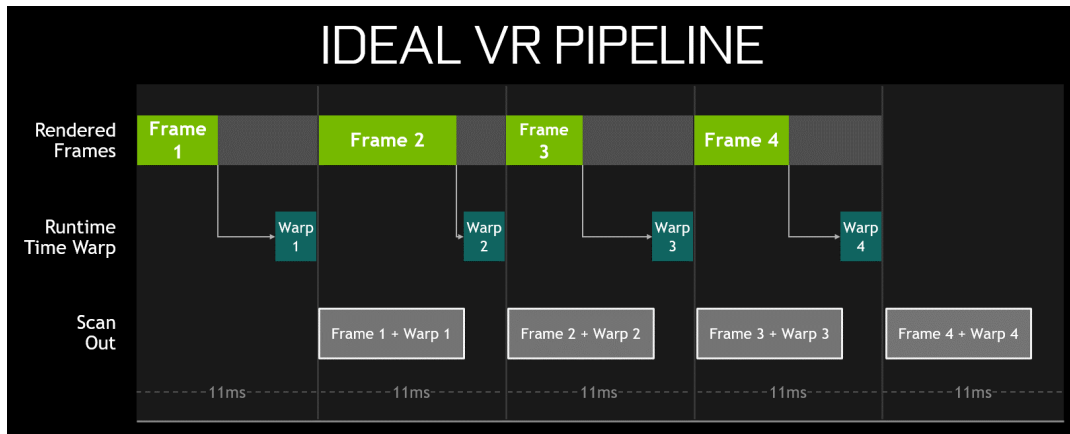 IDEAL VR PIPELINE
Rendered
Frames
Frame
1
Frame 2
Frame
3
Frame 4
Runtime
Time Warp
Warp
1
Warp
2
Warp
3
Warp
4
Scan
Out
Frame 1 + Warp 1
Frame 2 + Warp 2
Frame 3 + Warp 3
Frame 4 + Warp 4
11ms
11ms
11ms
11ms
11ms